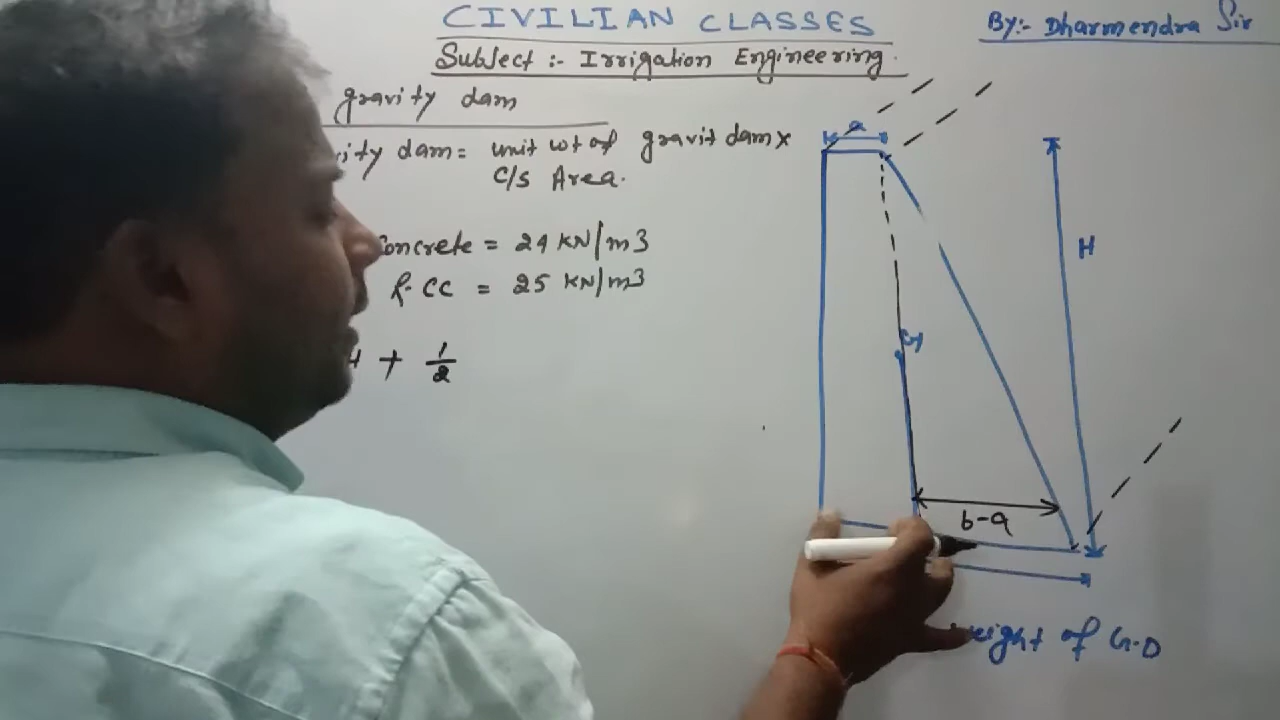 CIVILIAN CLASSES
By:- Dharmendra Sir
Subject :- Irrigation Engineering.
gravity dam
ity dam = unit wt of gravit dam x
C/S Area.
Concrete = 24 KN/m3
R.CC = 25 KN/m3
H + 1/2
a
H
G
b-a
eight of G.D